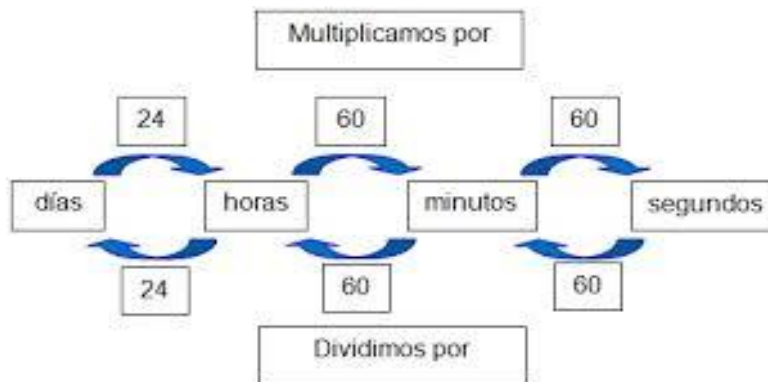 Multiplicamos por
24 60 60
días horas minutos segundos
24 60 60
Dividimos por